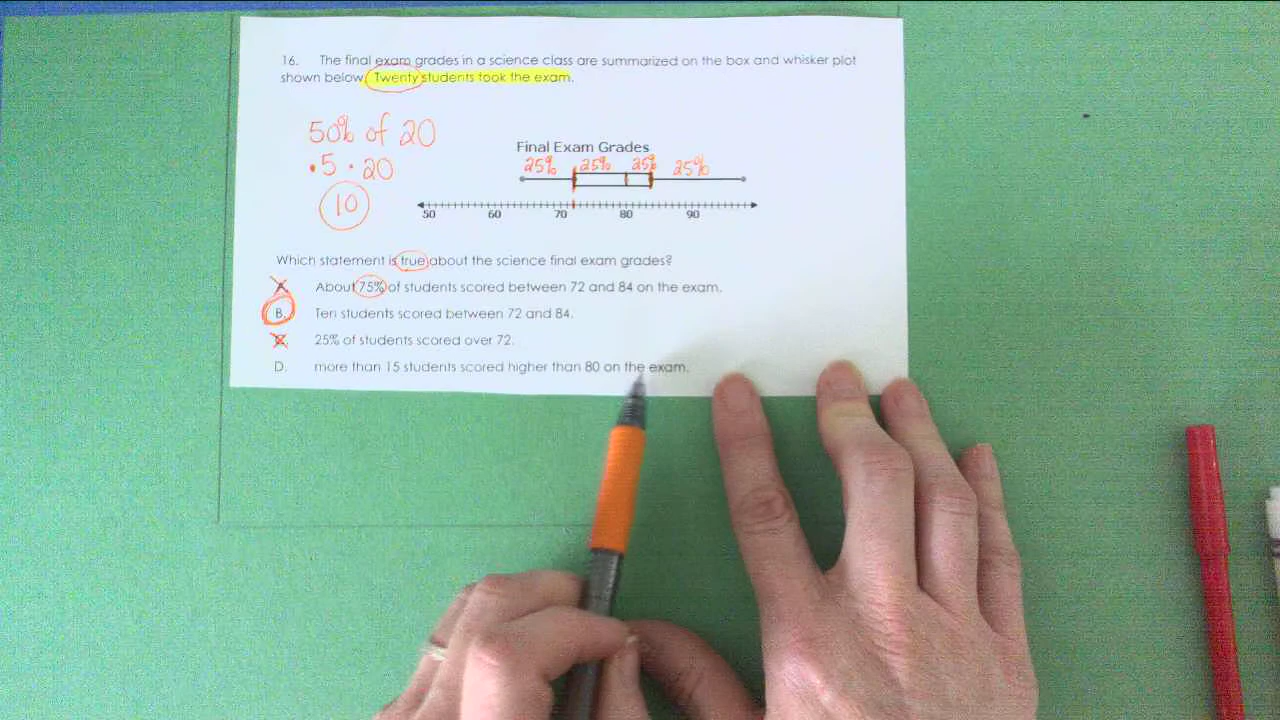 16. The final exam grades in a science class are summarized on the box and whisker plot
shown below. Twenty students took the exam.
50% of 20
.5 · 20
10
Final Exam Grades
25% 25% 25% 25%
50 60 70 80 90
Which statement is true about the science final exam grades?
A. About 75% of students scored between 72 and 84 on the exam.
B. Ten students scored between 72 and 84.
C. 25% of students scored over 72.
D. more than 15 students scored higher than 80 on the exam.